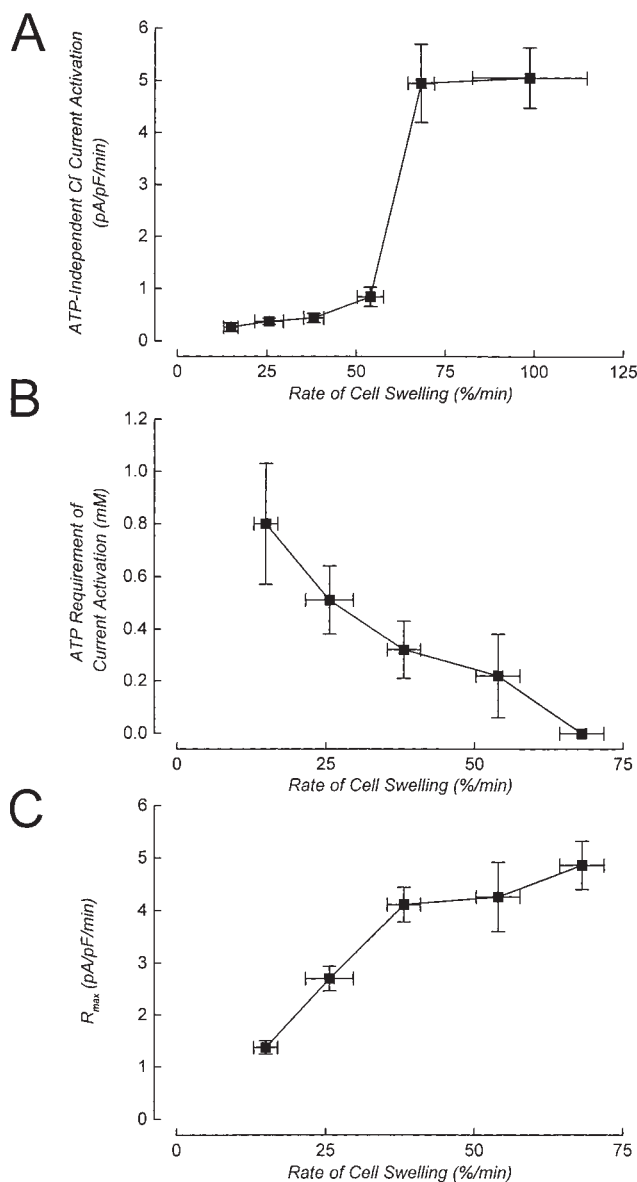 A
ATP-Independent Cl⁻ Current Activation
(pA/pF/min)
6
5
4
3
2
1
0
0 25 50 75 100 125
Rate of Cell Swelling (%/min)
B
ATP Requirement of
Current Activation (mM)
1.2
1.0
0.8
0.6
0.4
0.2
0.0
0 25 50 75
Rate of Cell Swelling (%/min)
C
Rmax (pA/pF/min)
6
5
4
3
2
1
0
0 25 50 75
Rate of Cell Swelling (%/min)